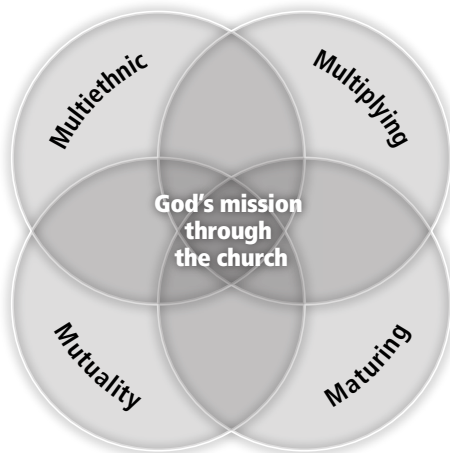 Multiethnic
Multiplying
God's mission
through
the church
Mutuality
Maturing